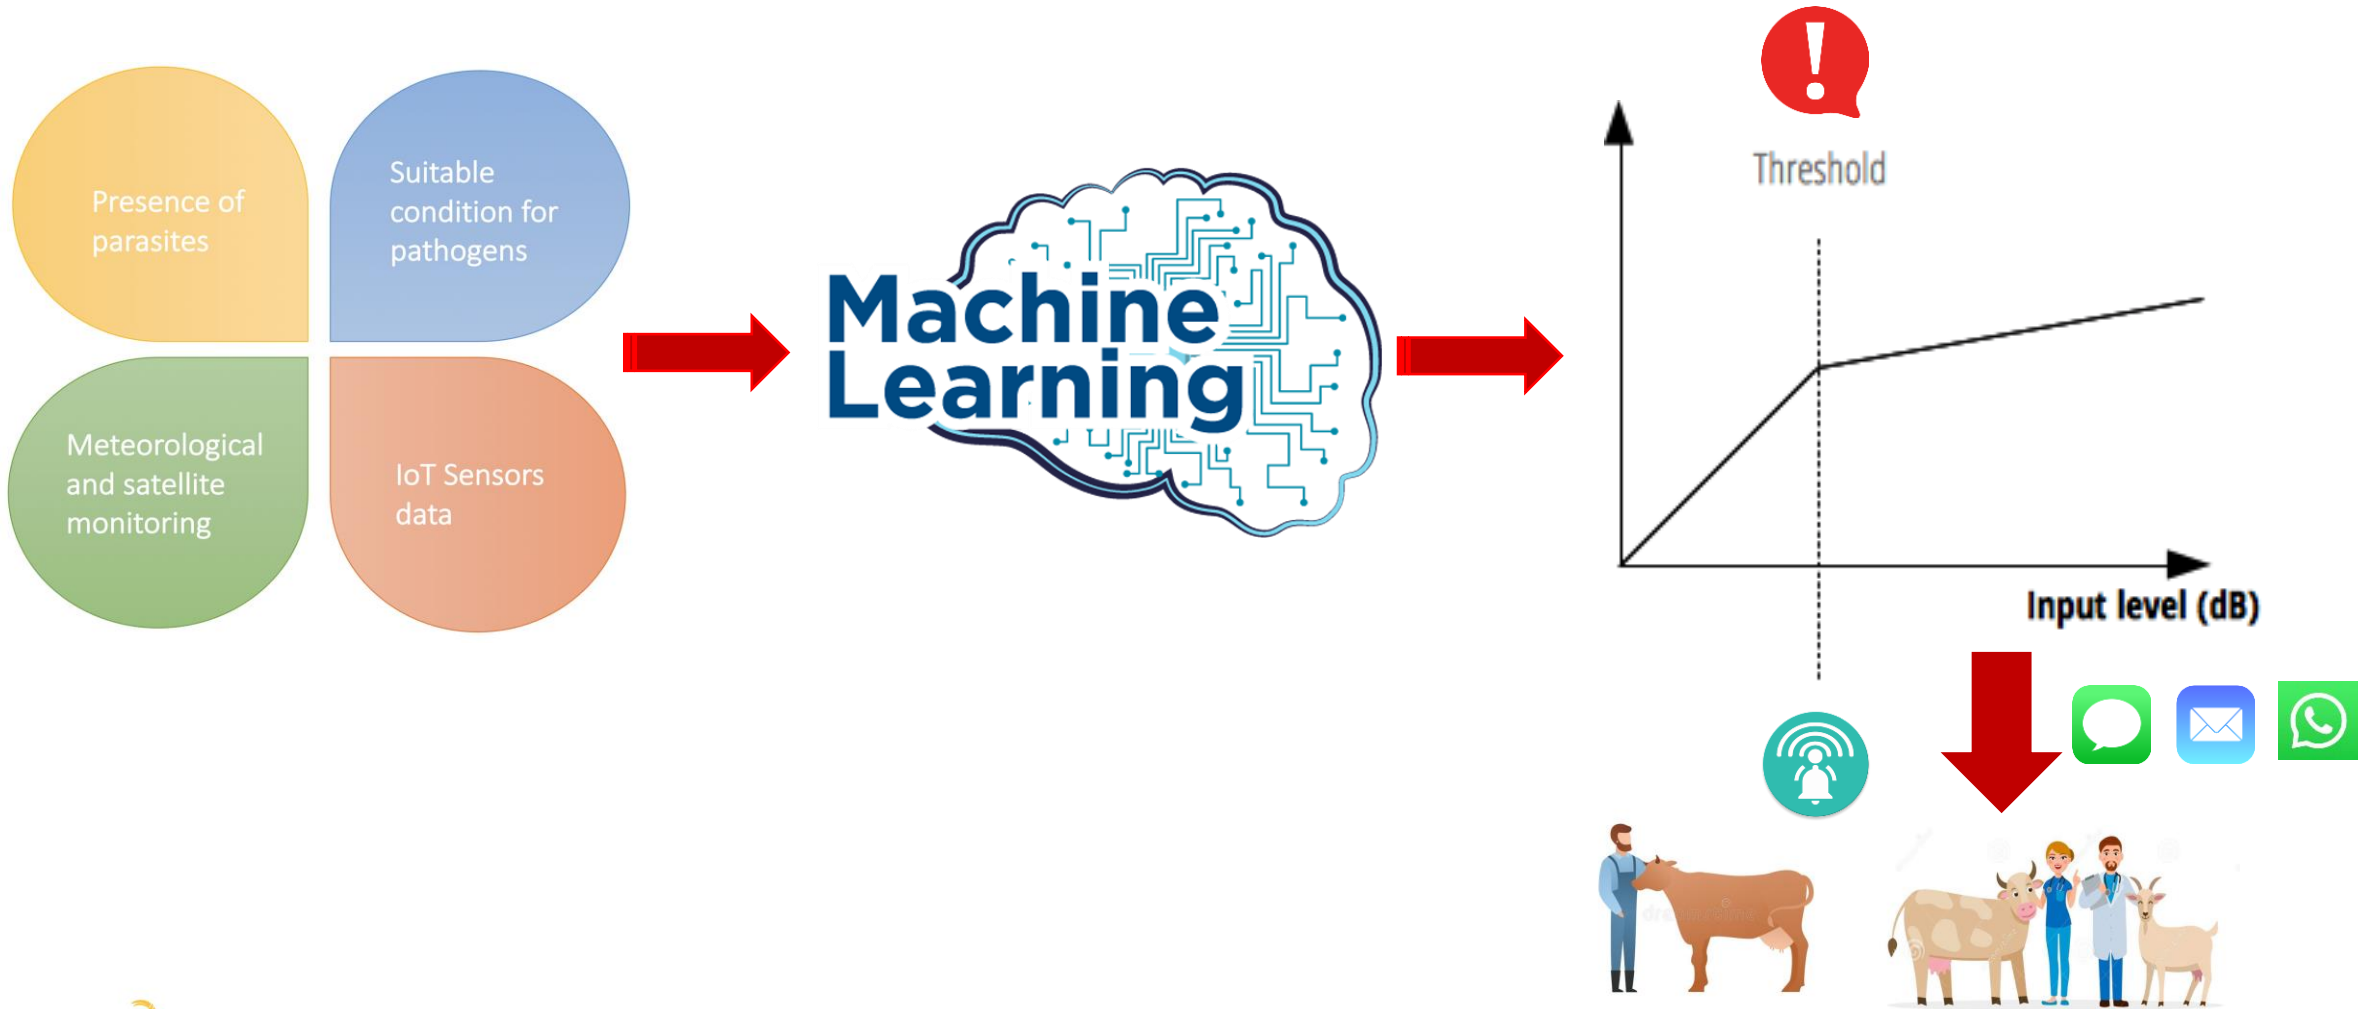 Presence of
parasites
Suitable
condition for
pathogens
Meteorological
and satellite
monitoring
IoT Sensors
data
Machine
Learning
Threshold
Input level (dB)